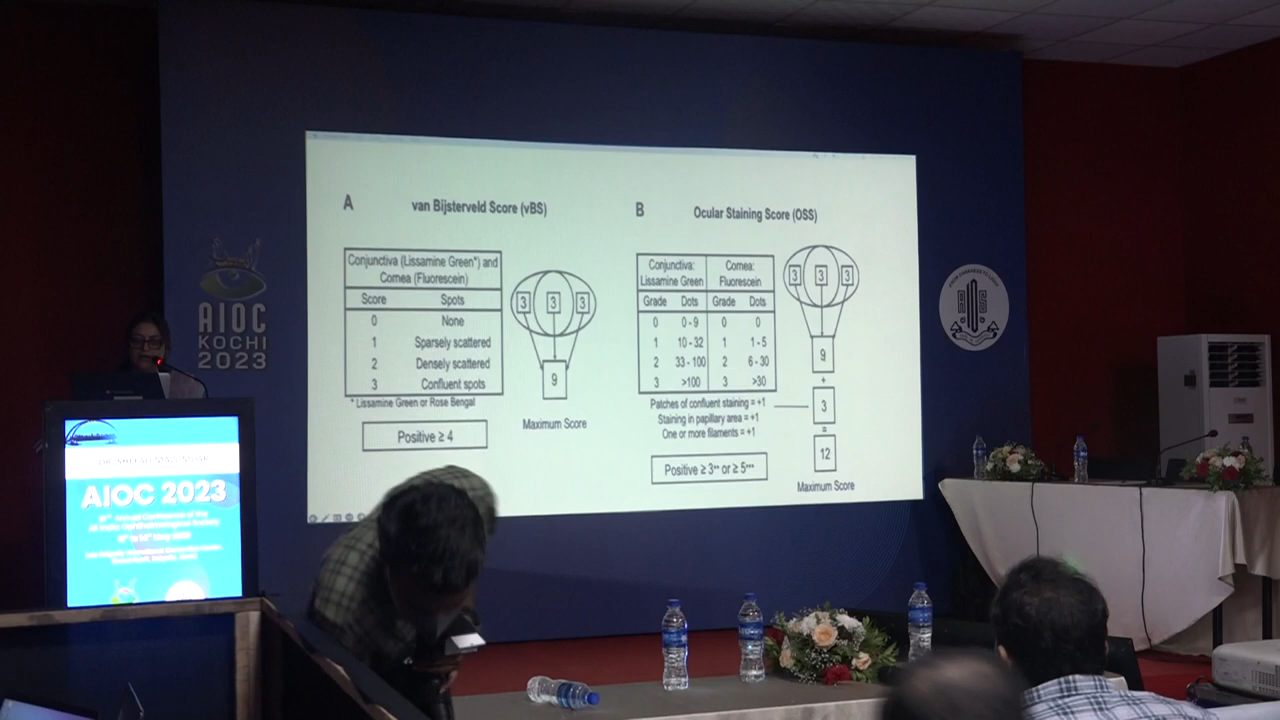 A
van Bijsterveld Score (vBS)
Conjunctiva (Lissamine Green*) and
Cornea (Fluorescein)
Score Spots
0 None
1 Sparsely scattered
2 Densely scattered
3 Confluent spots
* Lissamine Green or Rose Bengal
Positive ≥ 4
3 3 3
9
Maximum Score
B
Ocular Staining Score (OSS)
Conjunctiva: Cornea:
Lissamine Green Fluorescein
Grade Dots Grade Dots
0 0 - 9 0 0
1 10 - 32 1 1 - 5
2 33 - 100 2 6 - 30
3 >100 3 >30
Patches of confluent staining = +1
Staining in papillary area = +1
One or more filaments = +1
Positive ≥ 3** or ≥ 5***
3 3 3
9
+
3
=
12
Maximum Score
AIOC
KOCHI
2023
AIOC 2023